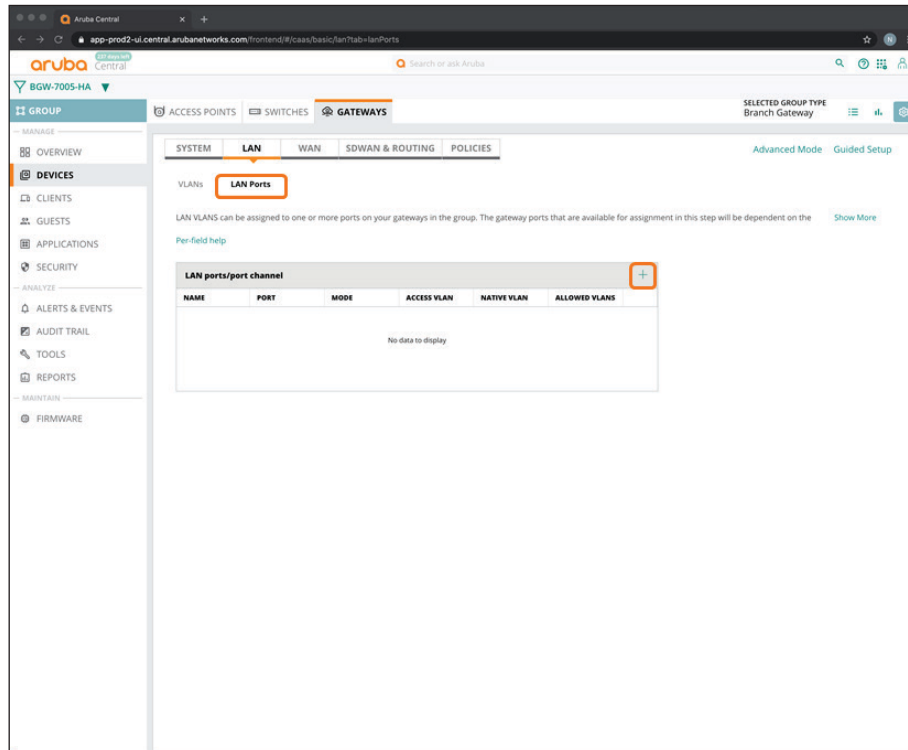 Aruba Central
app-prod2-ui.central.arubanetworks.com/frontend/#/caas/basic/lan?tab=lanPorts
N
aruba Central
Search or ask Aruba
BGW-7005-HA
GROUP
ACCESS POINTS SWITCHES GATEWAYS
SELECTED GROUP TYPE
Branch Gateway
MANAGE
OVERVIEW
DEVICES
CLIENTS
GUESTS
APPLICATIONS
SECURITY
ANALYZE
ALERTS & EVENTS
AUDIT TRAIL
TOOLS
REPORTS
MAINTAIN
FIRMWARE
SYSTEM LAN WAN SDWAN & ROUTING POLICIES
Advanced Mode Guided Setup
VLANs LAN Ports
LAN VLANS can be assigned to one or more ports on your gateways in the group. The gateway ports that are available for assignment in this step will be dependent on the Show More
Per-field help
LAN ports/port channel +
NAME PORT MODE ACCESS VLAN NATIVE VLAN ALLOWED VLANS
No data to display